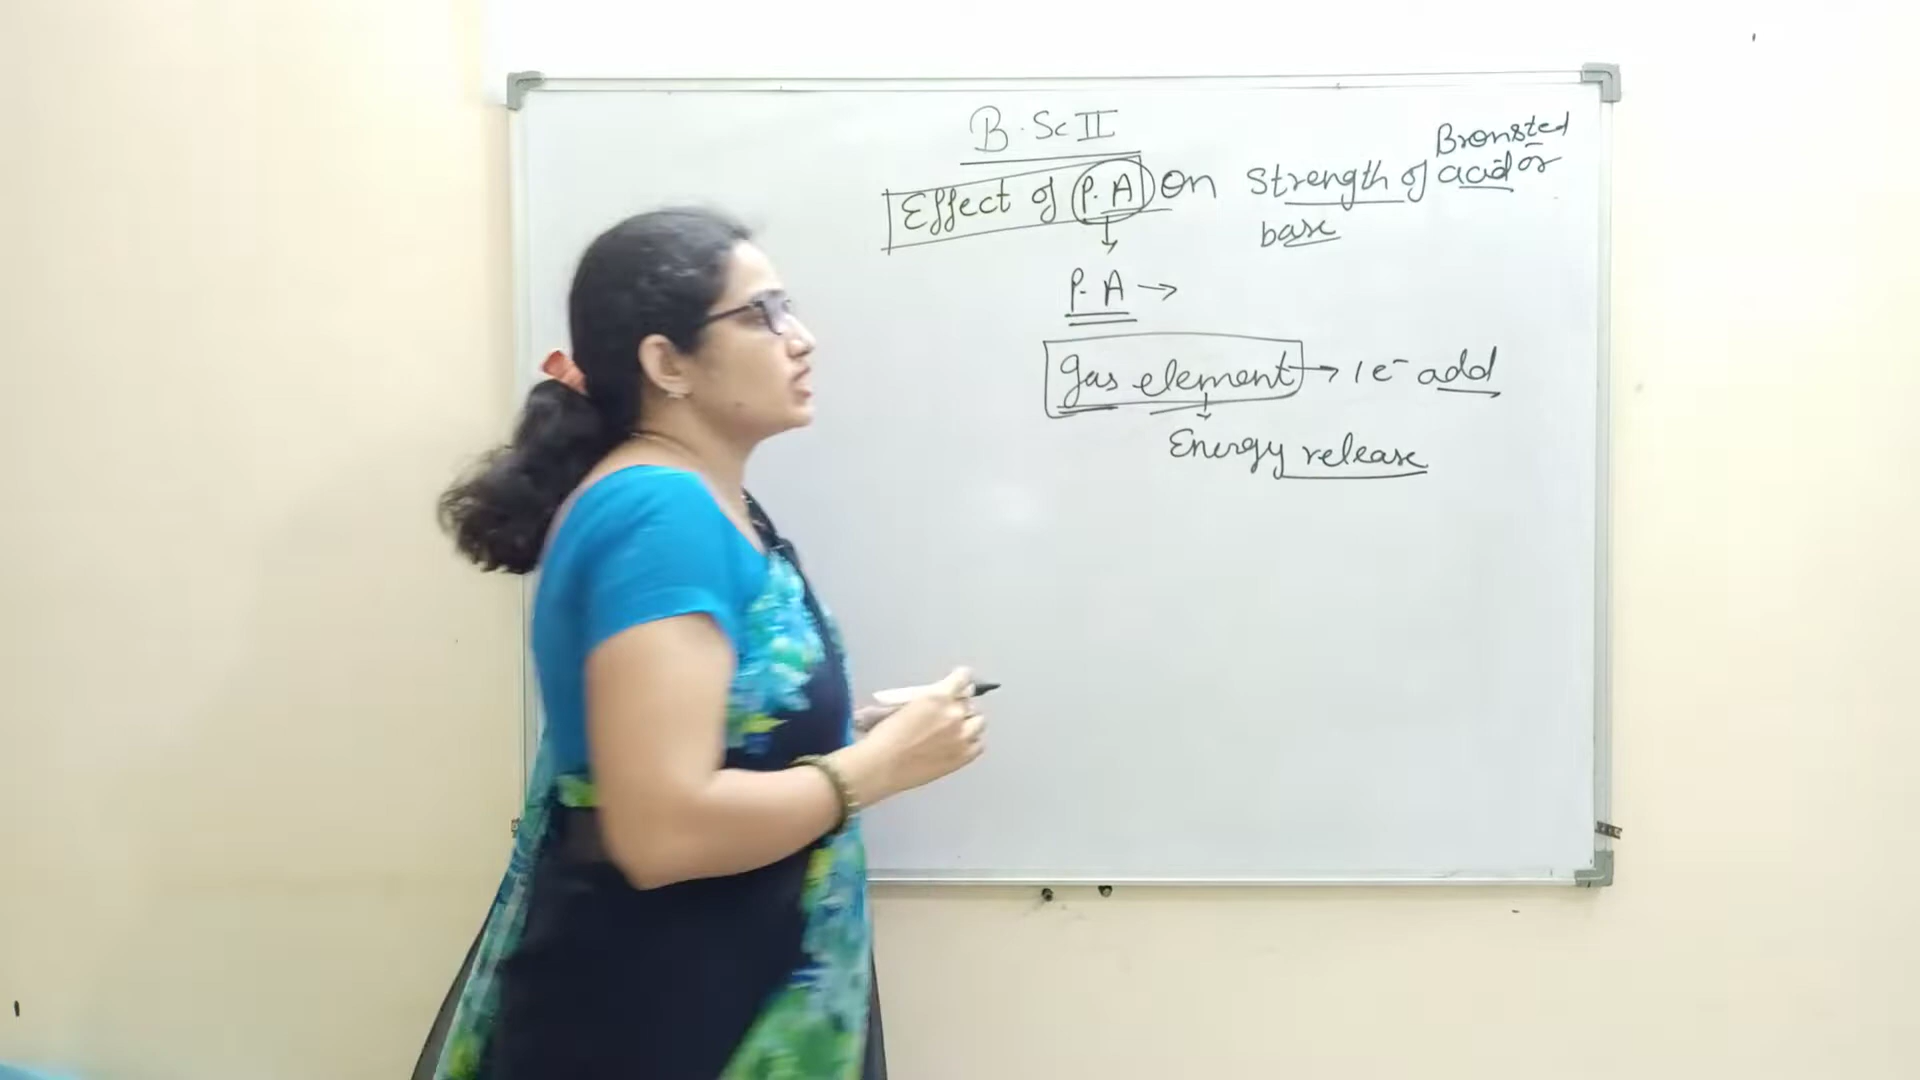 B.Sc II
Effect of P.A on Strength of Bronsted acid or
base
P.A →
gas element → 1e⁻ add
Energy release